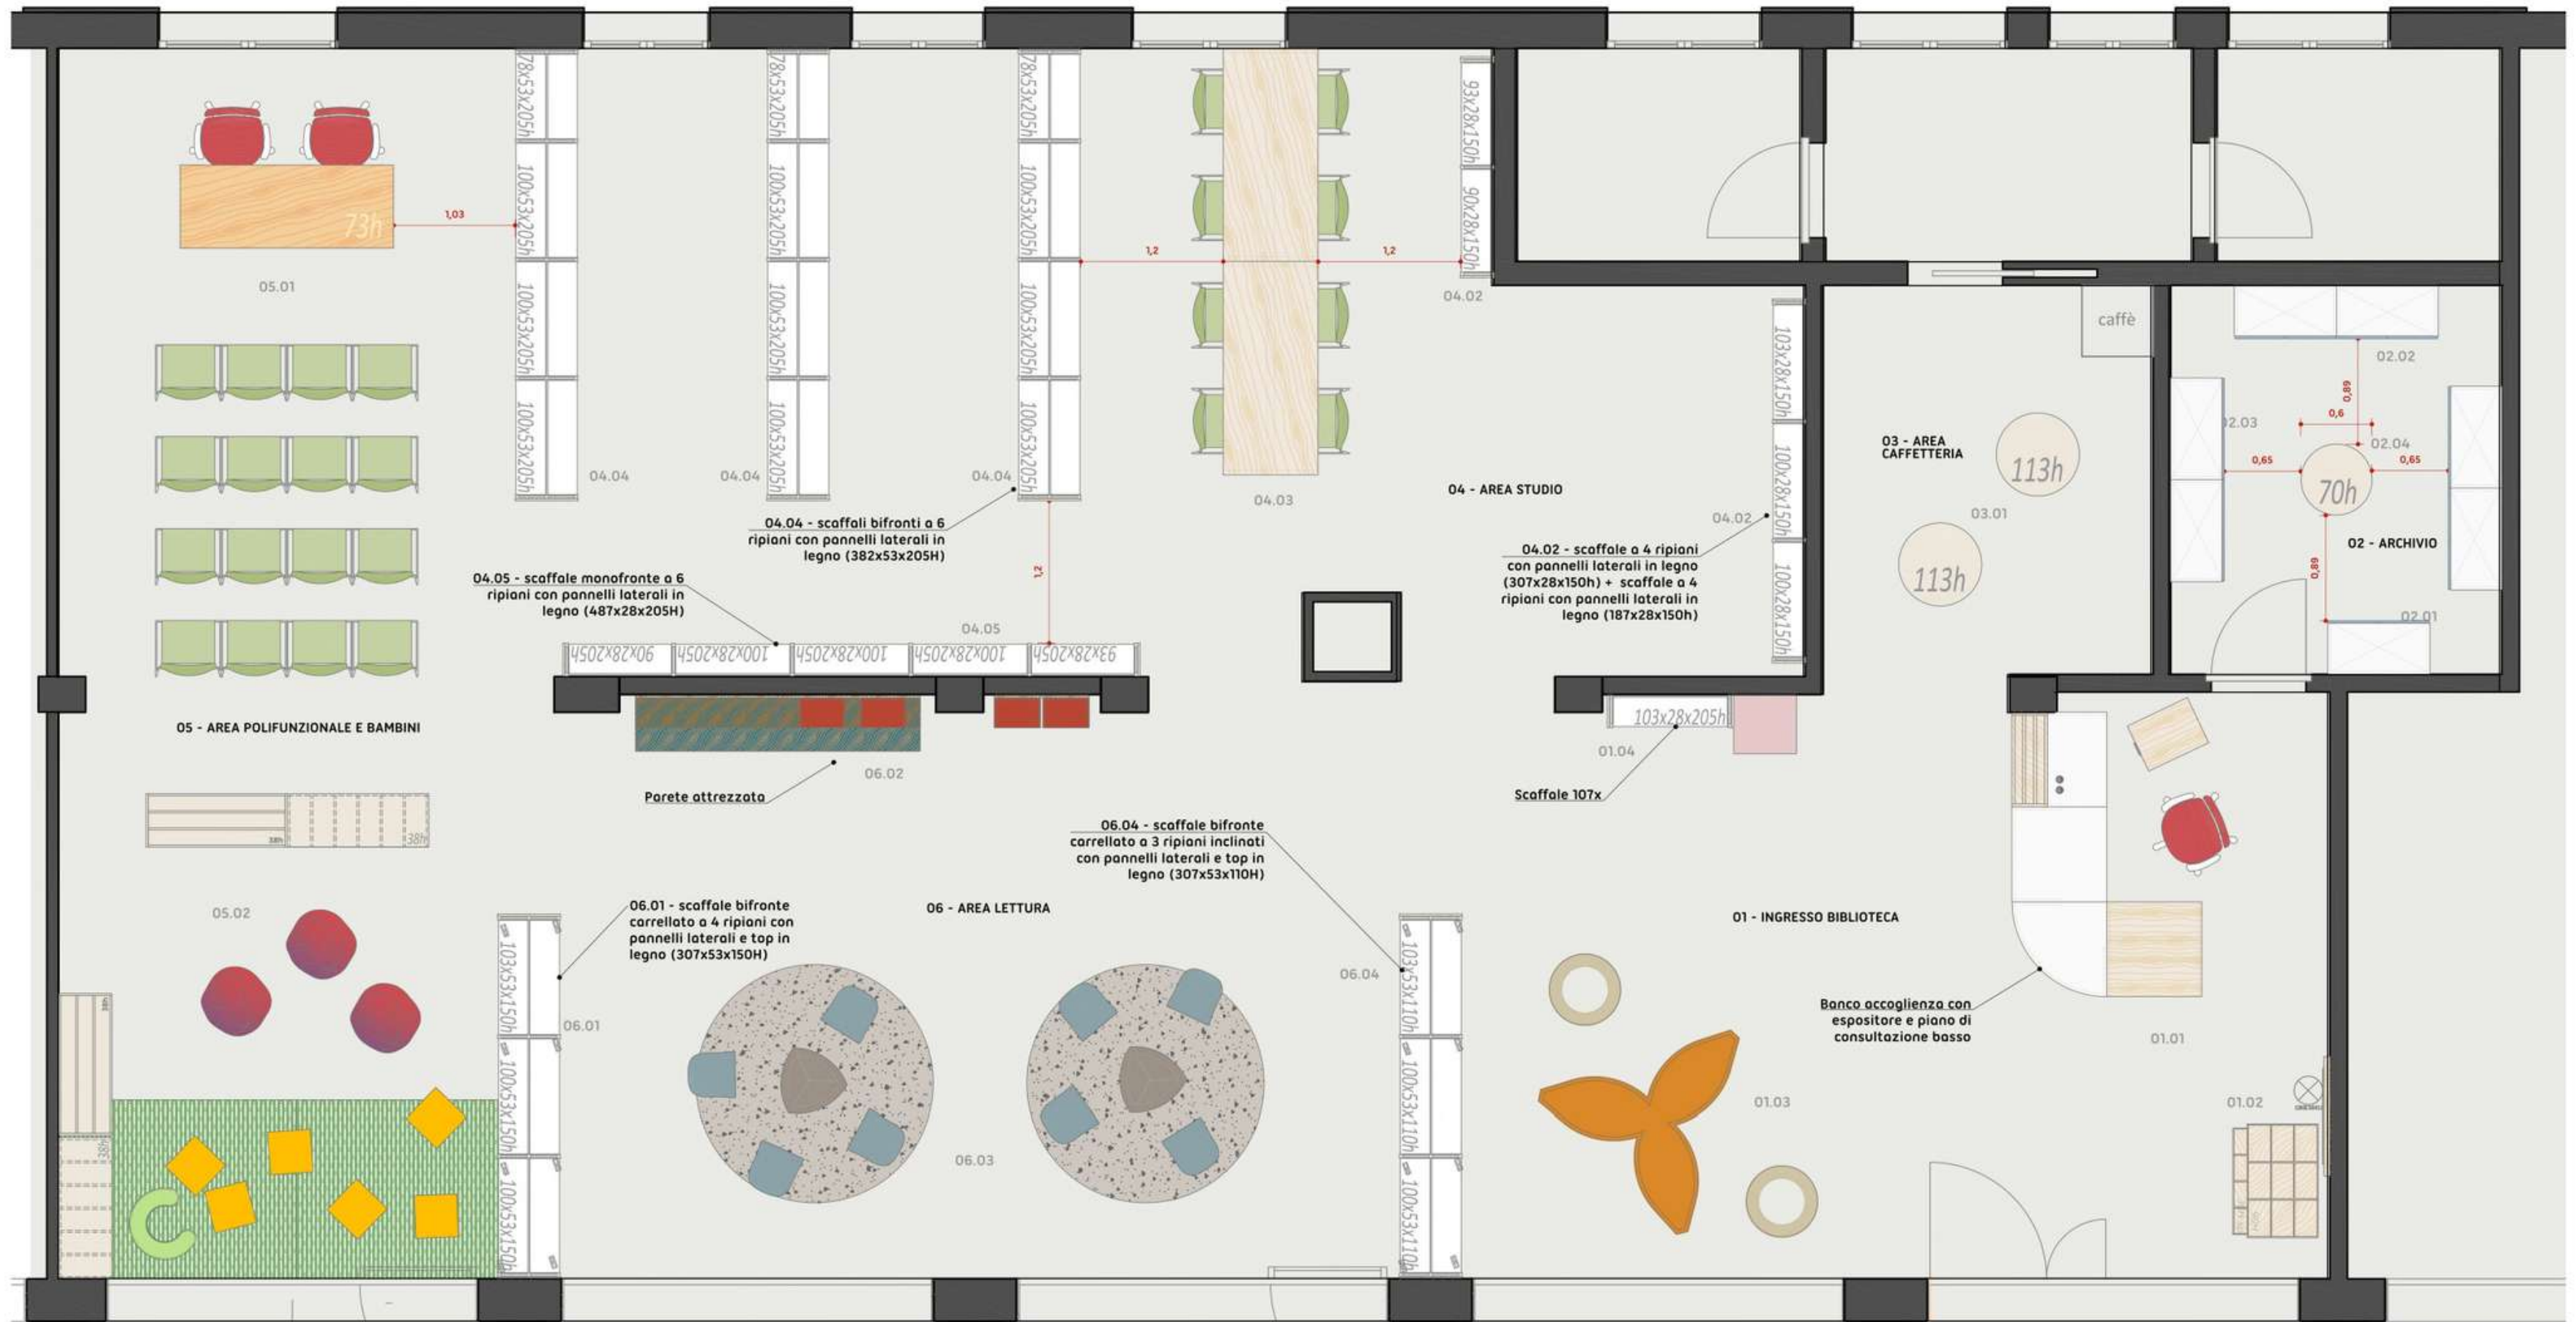 78x53x205h
100x53x205h
100x53x205h
100x53x205h
78x53x205h
100x53x205h
100x53x205h
100x53x205h
78x53x205h
100x53x205h
100x53x205h
100x53x205h
93x28x150h
90x28x150h
73h
1,03
1,2
1,2
05.01
04.02
caffè
02.02
0,89
0,6
02.03
02.04
0,65
0,65
70h
02 - ARCHIVIO
0,89
02.01
103x28x150h
100x28x150h
100x28x150h
03 - AREA
CAFFETTERIA
113h
03.01
113h
04.04
04.04
04.04
04.03
04 - AREA STUDIO
04.02
04.04 - scaffali bifronti a 6
ripiani con pannelli laterali in
legno (382x53x205H)
04.02 - scaffale a 4 ripiani
con pannelli laterali in legno
(307x28x150h) + scaffale a 4
ripiani con pannelli laterali in
legno (187x28x150h)
1,2
04.05 - scaffale monofronte a 6
ripiani con pannelli laterali in
legno (487x28x205H)
04.05
90x28x205h
100x28x205h
100x28x205h
100x28x205h
93x28x205h
05 - AREA POLIFUNZIONALE E BAMBINI
103x28x205h
01.04
06.02
Parete attrezzata
Scaffale 107x
38h
38h
06.04 - scaffale bifronte
carrellato a 3 ripiani inclinati
con pannelli laterali e top in
legno (307x53x110H)
05.02
06.01 - scaffale bifronte
carrellato a 4 ripiani con
pannelli laterali e top in
legno (307x53x150H)
06 - AREA LETTURA
01 - INGRESSO BIBLIOTECA
103x53x150h
100x53x150h
100x53x150h
06.01
06.04
103x53x110h
100x53x110h
100x53x110h
Banco accoglienza con
espositore e piano di
consultazione basso
01.01
38h
38h
01.03
01.02
06.03